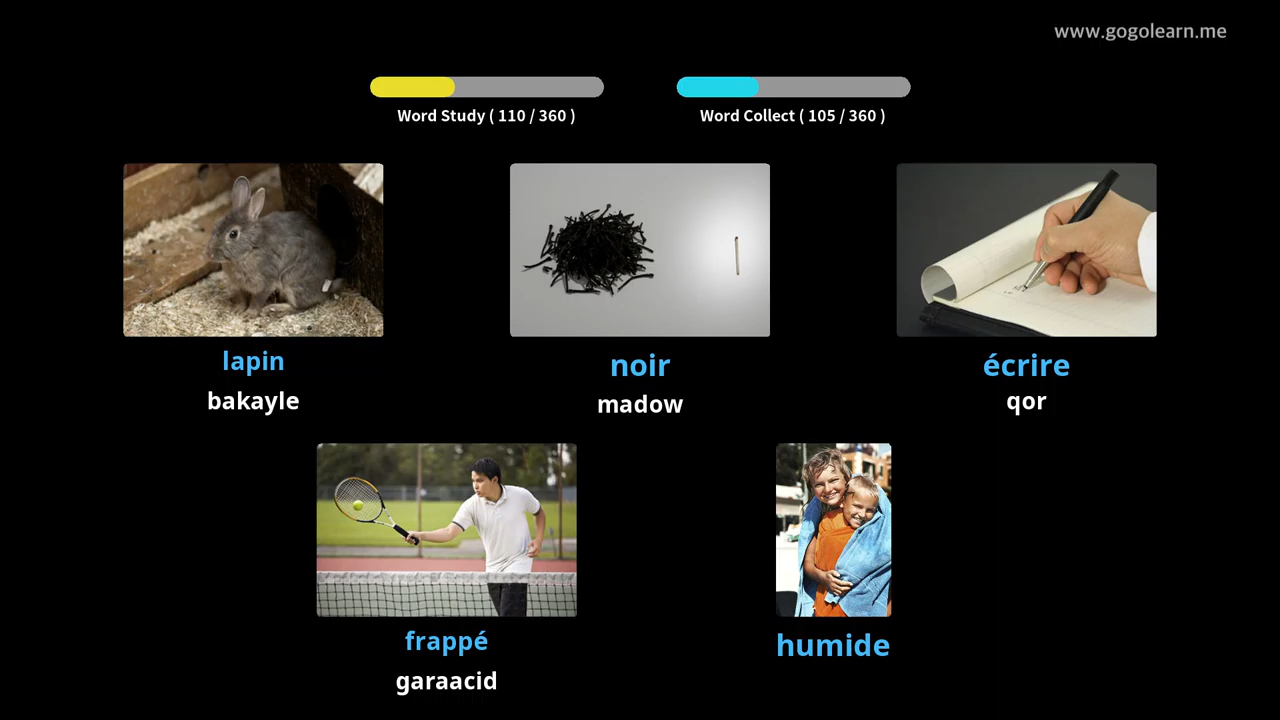 www.gogolearn.me
Word Study ( 110 / 360 )
Word Collect ( 105 / 360 )
lapin
bakayle
noir
madow
écrire
qor
frappé
garaacid
humide